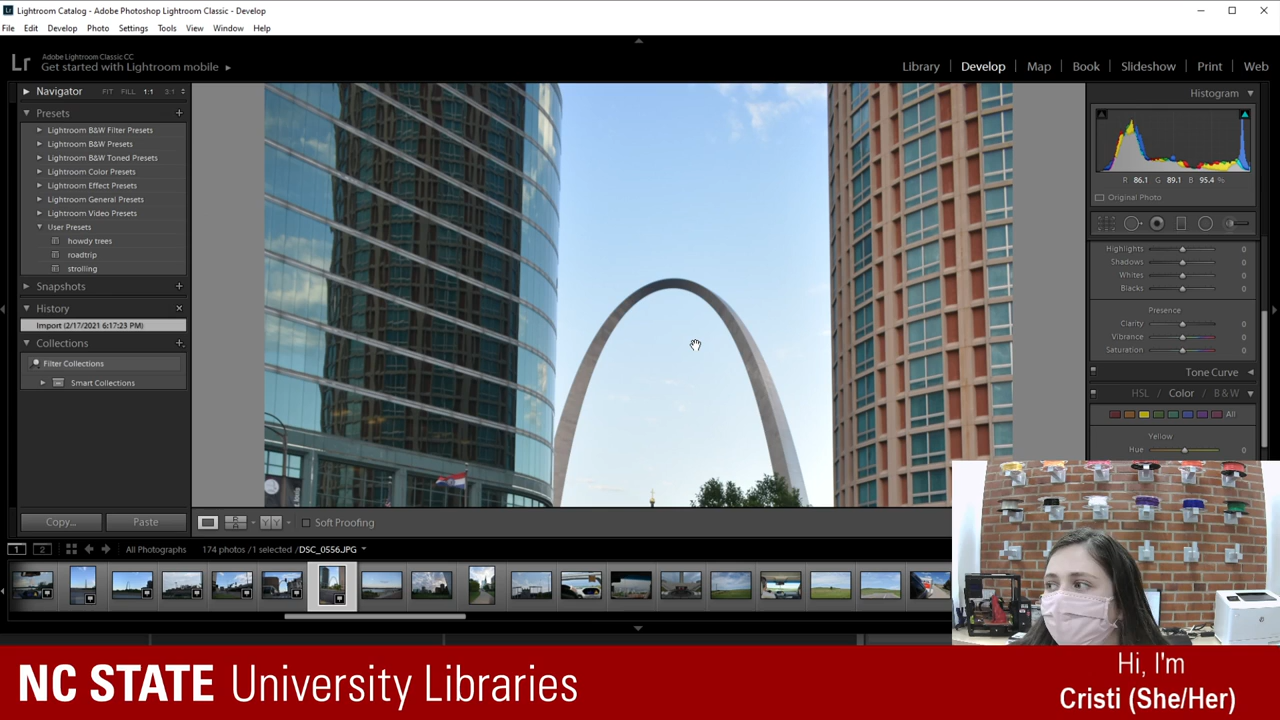 Lightroom Catalog - Adobe Photoshop Lightroom Classic - Develop
File Edit Develop Photo Settings Tools View Window Help
Lr
Adobe Lightroom Classic CC
Get started with Lightroom mobile
Library Develop Map Book Slideshow Print Web
Navigator FIT FILL 1:1 3:1
Presets
Lightroom B&W Filter Presets
Lightroom B&W Presets
Lightroom B&W Toned Presets
Lightroom Color Presets
Lightroom Effect Presets
Lightroom General Presets
Lightroom Video Presets
User Presets
howdy trees
roadtrip
strolling
Snapshots
History
Import (2/17/2021 6:17:23 PM)
Collections
Filter Collections
Smart Collections
Copy... Paste
Soft Proofing
Histogram
R 86.1 G 89.1 B 95.4 %
Original Photo
Highlights 0
Shadows 0
Whites 0
Blacks 0
Presence
Clarity 0
Vibrance 0
Saturation 0
Tone Curve
HSL / Color / B&W
All
Yellow
Hue 0
1 2 All Photographs 174 photos / 1 selected / DSC_0556.JPG
NC STATE University Libraries
Hi, I'm
Cristi (She/Her)